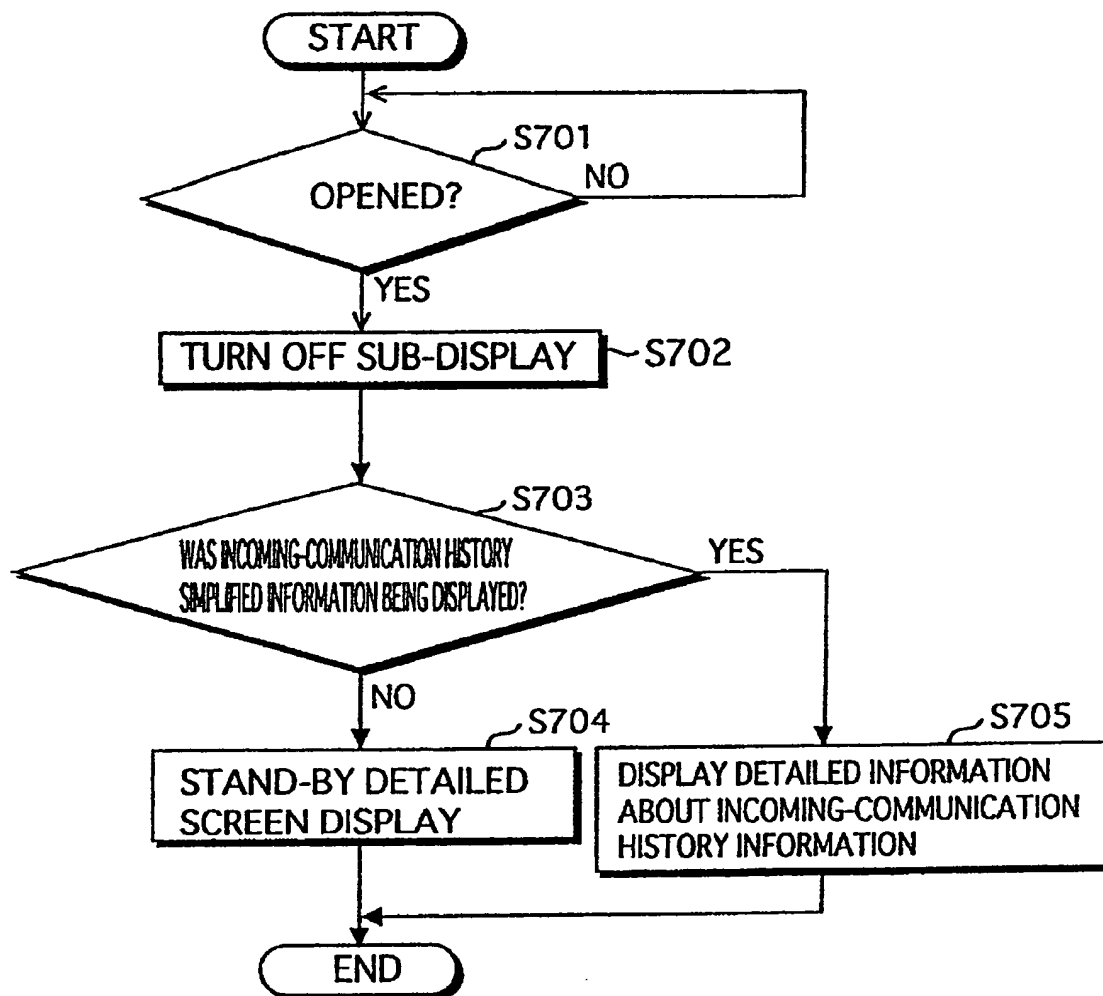 START
S701
OPENED?
NO
YES
TURN OFF SUB-DISPLAY
S702
S703
WAS INCOMING-COMMUNICATION HISTORY
SIMPLIFIED INFORMATION BEING DISPLAYED?
YES
NO
S704
STAND-BY DETAILED
SCREEN DISPLAY
S705
DISPLAY DETAILED INFORMATION
ABOUT INCOMING-COMMUNICATION
HISTORY INFORMATION
END